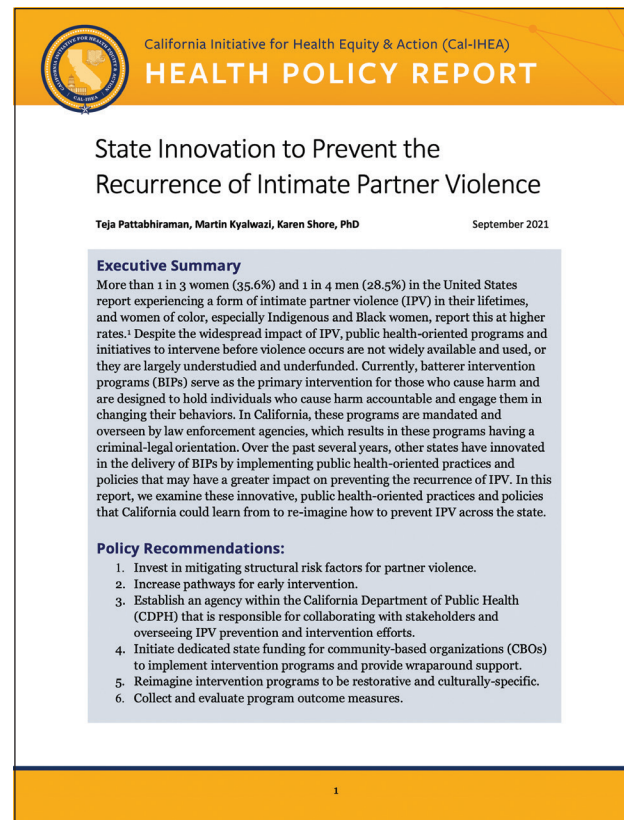 California Initiative for Health Equity & Action (Cal-IHEA)
HEALTH POLICY REPORT
CALIFORNIA INITIATIVE FOR HEALTH EQUITY & ACTION
CAL-IHEA
State Innovation to Prevent the
Recurrence of Intimate Partner Violence
Teja Pattabhiraman, Martin Kyalwazi, Karen Shore, PhD September 2021
Executive Summary
More than 1 in 3 women (35.6%) and 1 in 4 men (28.5%) in the United States
report experiencing a form of intimate partner violence (IPV) in their lifetimes,
and women of color, especially Indigenous and Black women, report this at higher
rates.¹ Despite the widespread impact of IPV, public health-oriented programs and
initiatives to intervene before violence occurs are not widely available and used, or
they are largely understudied and underfunded. Currently, batterer intervention
programs (BIPs) serve as the primary intervention for those who cause harm and
are designed to hold individuals who cause harm accountable and engage them in
changing their behaviors. In California, these programs are mandated and
overseen by law enforcement agencies, which results in these programs having a
criminal-legal orientation. Over the past several years, other states have innovated
in the delivery of BIPs by implementing public health-oriented practices and
policies that may have a greater impact on preventing the recurrence of IPV. In this
report, we examine these innovative, public health-oriented practices and policies
that California could learn from to re-imagine how to prevent IPV across the state.
Policy Recommendations:
1. Invest in mitigating structural risk factors for partner violence.
2. Increase pathways for early intervention.
3. Establish an agency within the California Department of Public Health
(CDPH) that is responsible for collaborating with stakeholders and
overseeing IPV prevention and intervention efforts.
4. Initiate dedicated state funding for community-based organizations (CBOs)
to implement intervention programs and provide wraparound support.
5. Reimagine intervention programs to be restorative and culturally-specific.
6. Collect and evaluate program outcome measures.
1